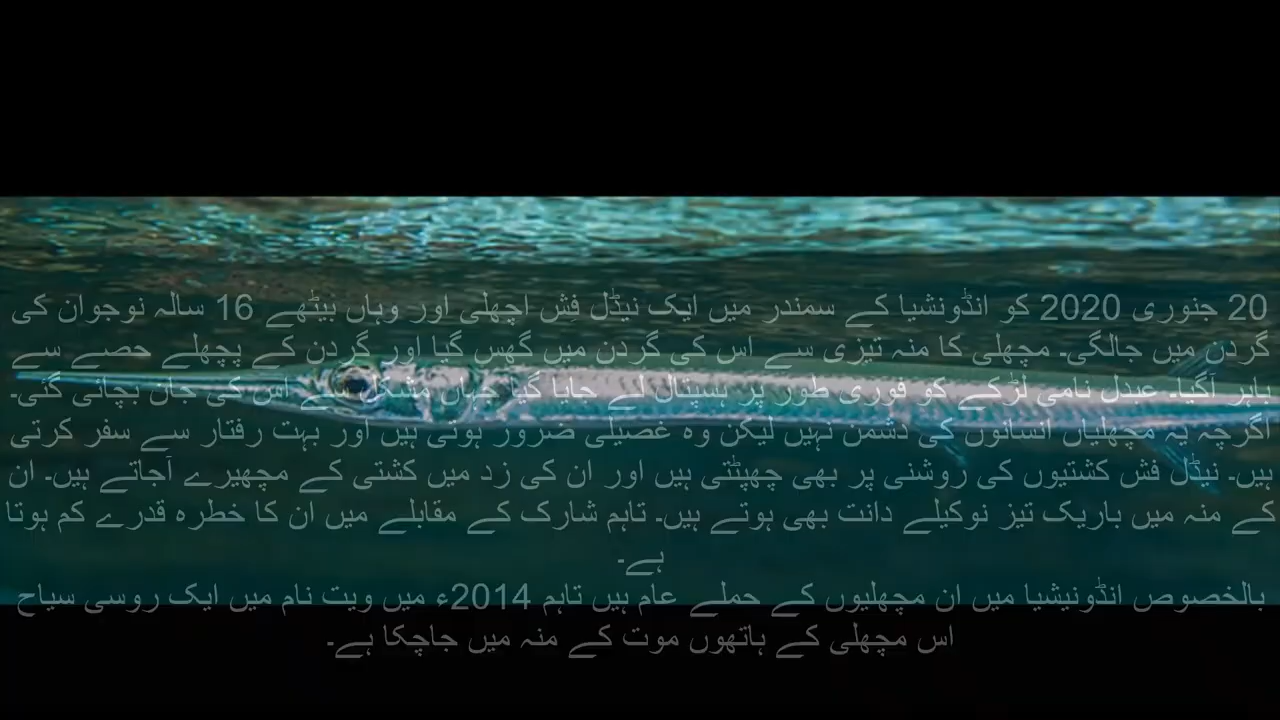 20 جنوری 2020 کو انڈونشیا کے سمندر میں ایک نیڈل فِش اچھلی اور وہاں بیٹھے 16 سالہ نوجوان کی
گردن میں جالگی۔ مچھلی کا منہ تیزی سے اس کی گردن میں گھس گیا اور گردن کے پچھلے حصے سے
باہر آگیا۔ عبدل نامی لڑکے کو فوری طور پر ہسپتال لے جایا گیا جہاں مشکل سے اس کی جان بچائی گئی۔
اگرچہ یہ مچھلیاں انسانوں کی دشمن نہیں لیکن وہ غصیلی ضرور ہوتی ہیں اور بہت رفتار سے سفر کرتی
ہیں۔ نیڈل فش کشتیوں کی روشنی پر بھی جھپٹتی ہیں اور ان کی زد میں کشتی کے مچھیرے آجاتے ہیں۔ ان
کے منہ میں باریک تیز نوکیلے دانت بھی ہوتے ہیں۔ تاہم شارک کے مقابلے میں ان کا خطرہ قدرے کم ہوتا
ہے۔
بالخصوص انڈونیشیا میں ان مچھلیوں کے حملے عام ہیں تاہم 2014ء میں ویت نام میں ایک روسی سیاح
اس مچھلی کے ہاتھوں موت کے منہ میں جاچکا ہے۔